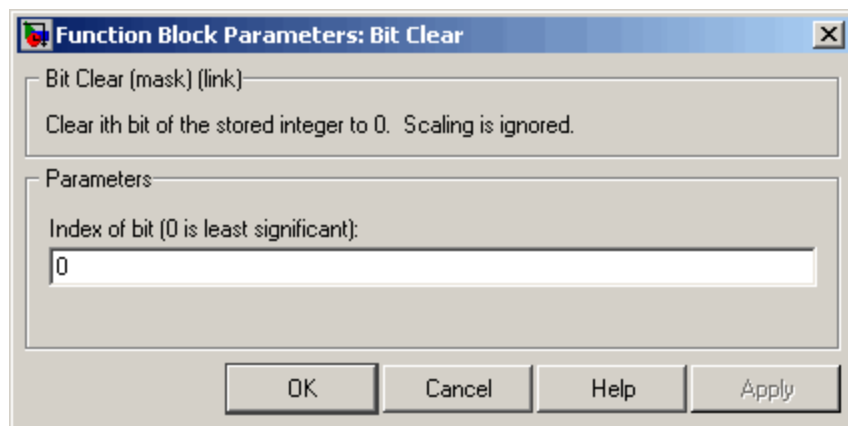 Function Block Parameters: Bit Clear
Bit Clear (mask) (link)
Clear ith bit of the stored integer to 0.  Scaling is ignored.
Parameters
Index of bit (0 is least significant):
0
OK Cancel Help Apply